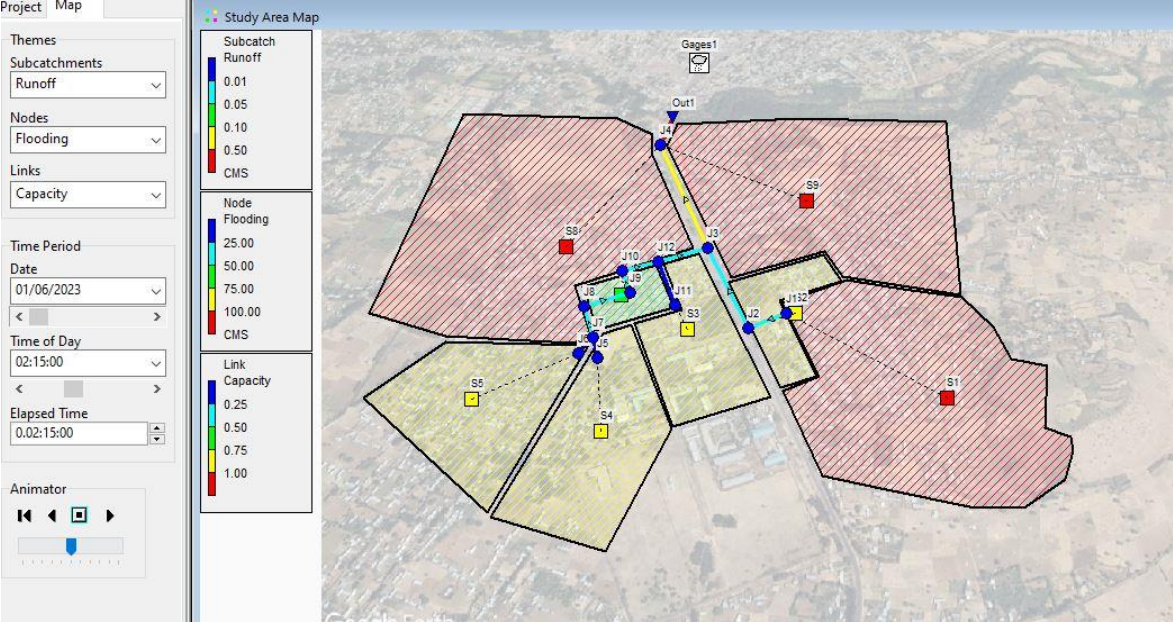 Project Map
Themes
Subcatchments
Runoff
Nodes
Flooding
Links
Capacity
Time Period
Date
01/06/2023
Time of Day
02:15:00
Elapsed Time
0.02:15:00
Animator
Study Area Map
Subcatch
Runoff
0.01
0.05
0.10
0.50
CMS
Node
Flooding
25.00
50.00
75.00
100.00
CMS
Link
Capacity
0.25
0.50
0.75
1.00
Gages1
Out1
J4
S9
S8
J3
J12
J10
J9
J8
J11
J1
S2
S3
J2
J7
J6
J5
S5
S1
S4